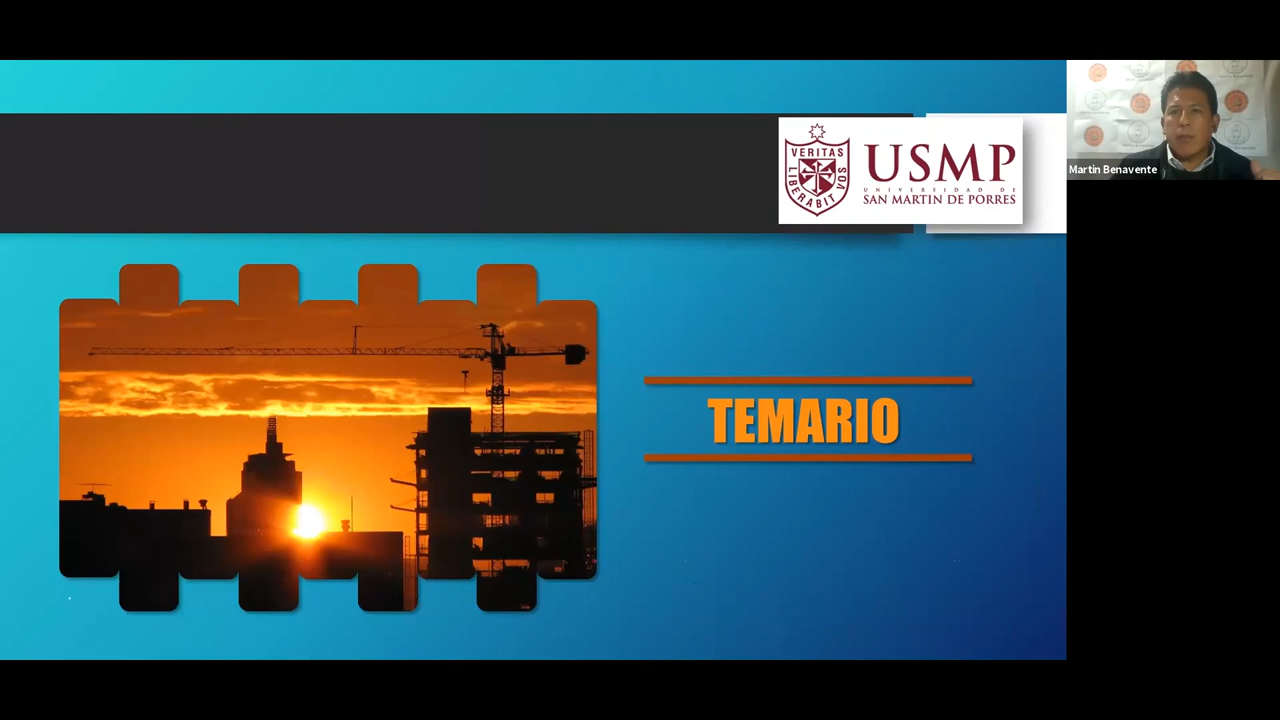 VERITAS
LIBERABIT VOS
USMP
UNIVERSIDAD DE
SAN MARTIN DE PORRES
TEMARIO
Martin Benavente